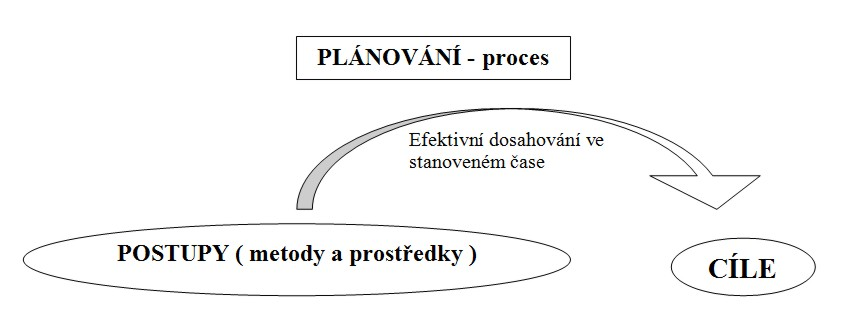 PLÁNOVÁNÍ - proces
Efektivní dosahování ve
stanoveném čase
POSTUPY ( metody a prostředky )
CÍLE